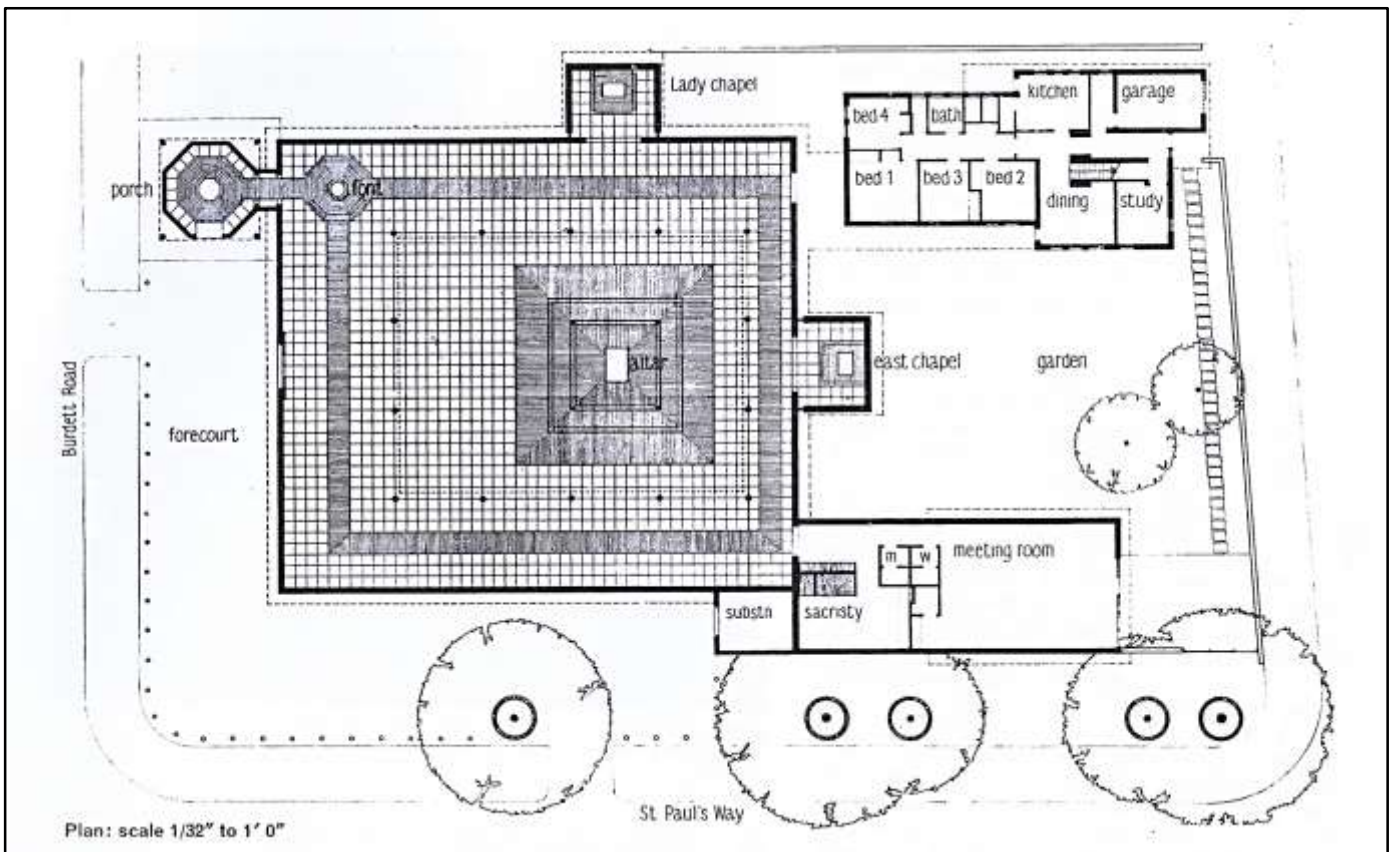 Lady chapel
kitchen
garage
bed 4
bath
porch
font
bed 1
bed 3
bed 2
dining
study
altar
east chapel
garden
Burdett Road
forecourt
m
w
meeting room
substn
sacristy
St. Paul's Way
Plan: scale 1/32" to 1' 0"